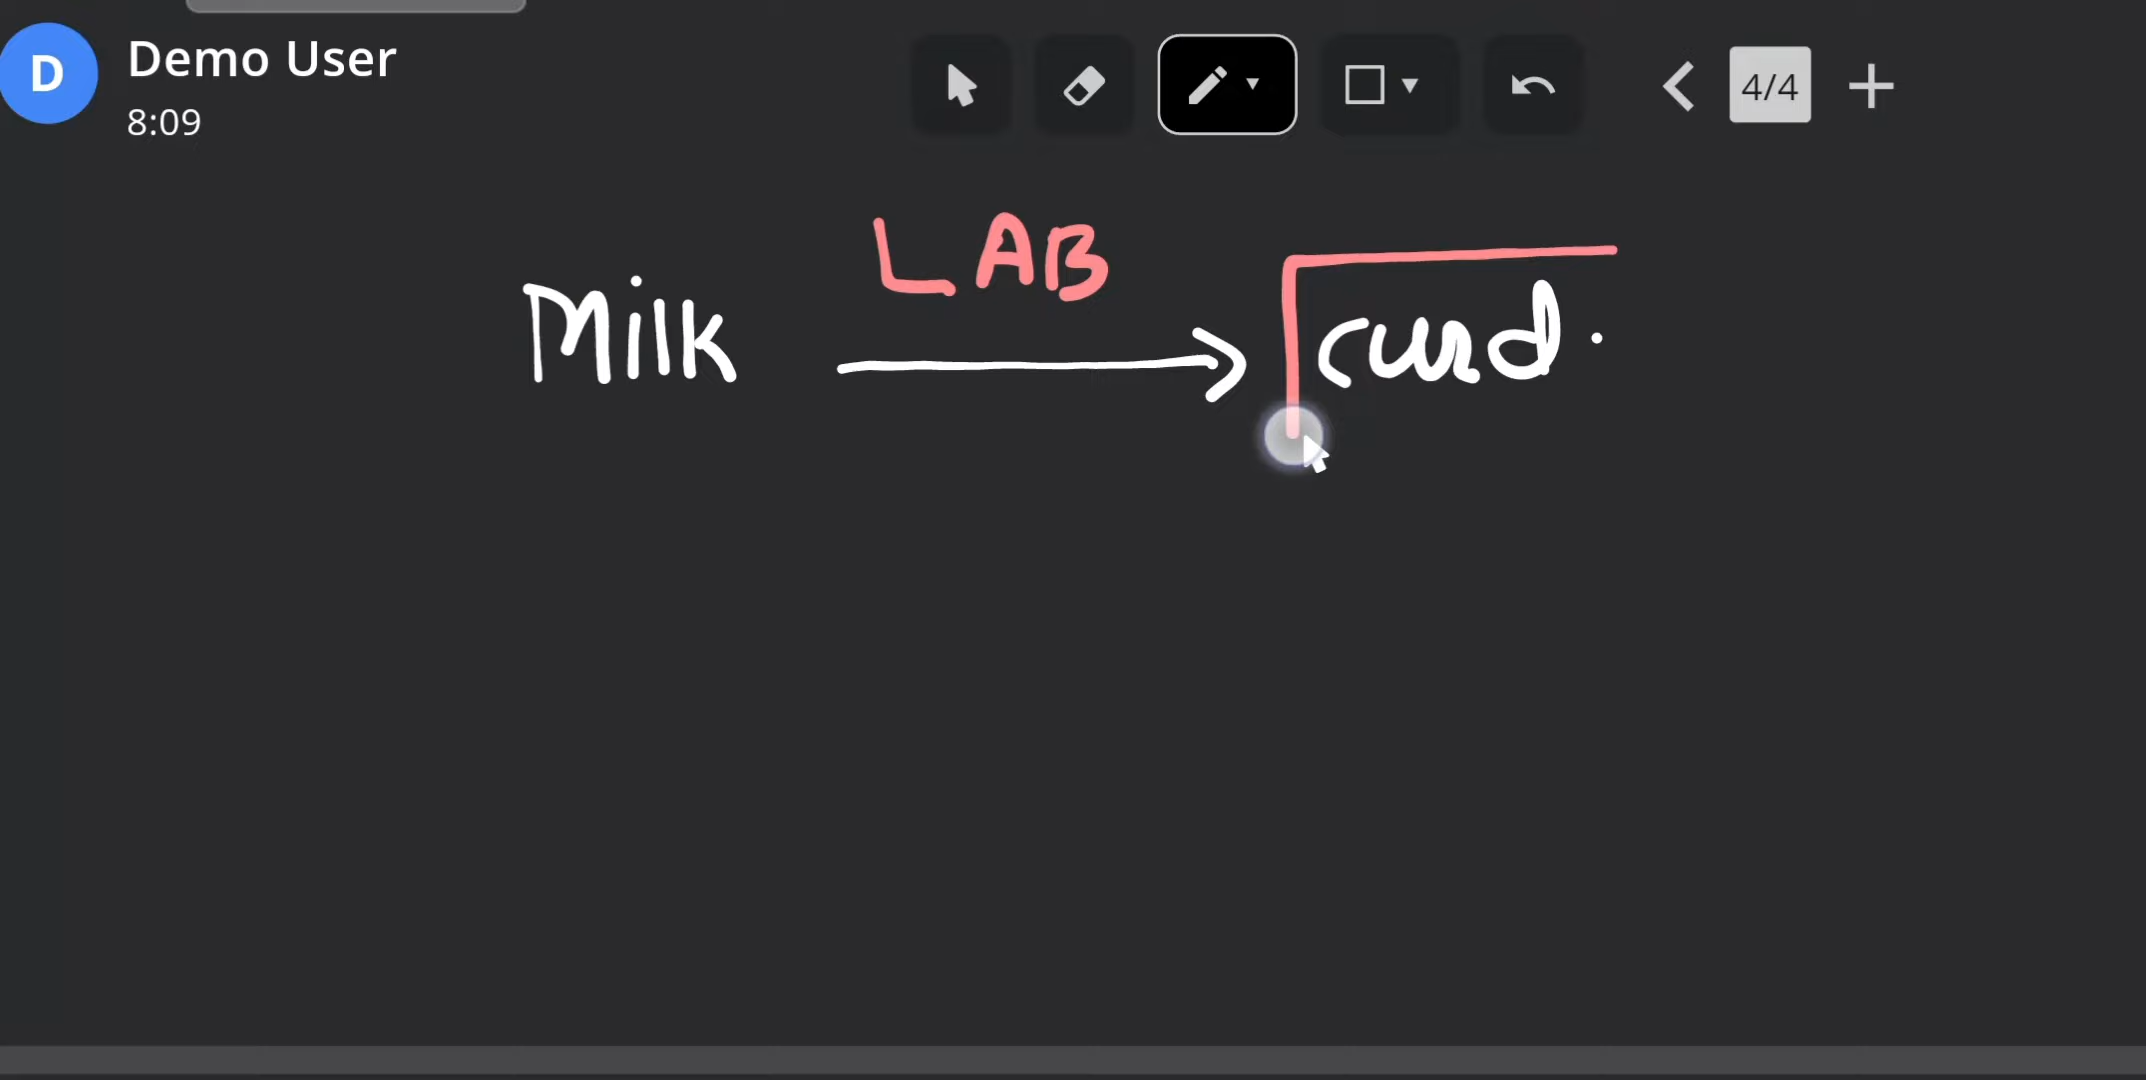 D
Demo User
8:09
4/4
LAB
Milk → curd.